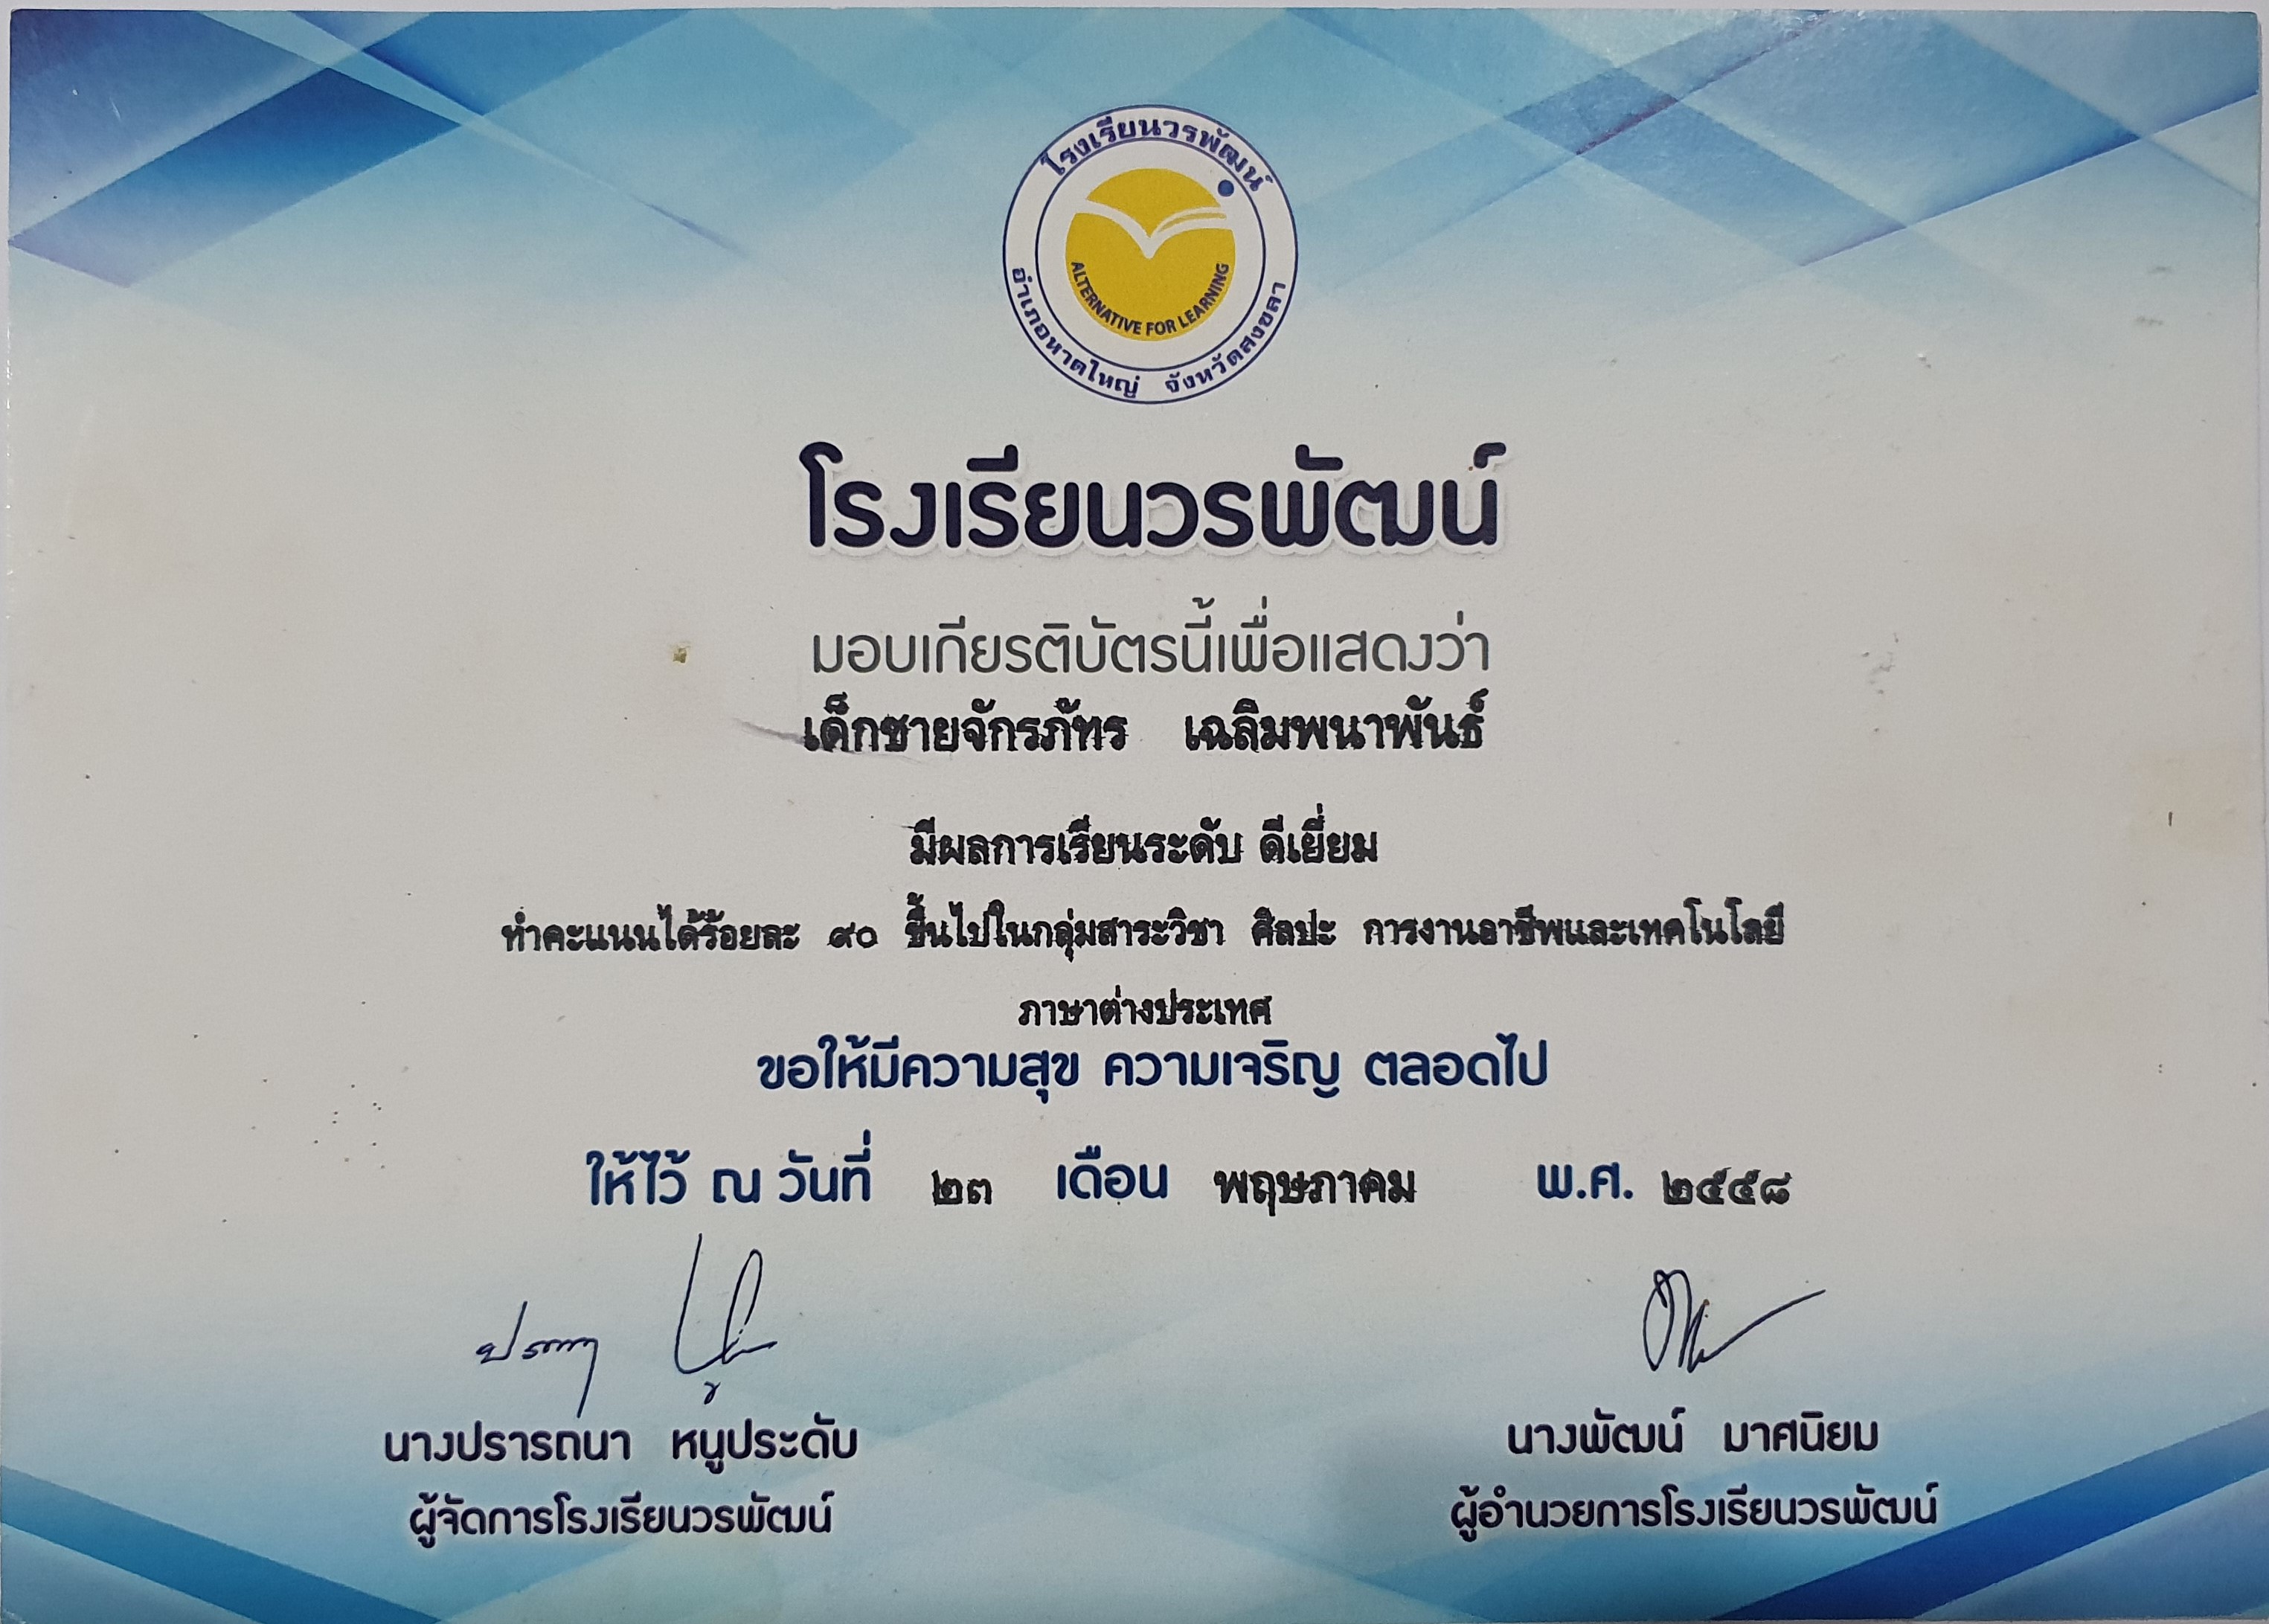 โรงเรียนวรพัฒน์
ALTERNATIVE FOR LEARNING
อำเภอหาดใหญ่ จังหวัดสงขลา
โรงเรียนวรพัฒน์
มอบเกียรติบัตรนี้เพื่อแสดงว่า
เด็กชายจักรภัทร เฉลิมพนาพันธ์
มีผลการเรียนระดับ ดีเยี่ยม
ทำคะแนนได้ร้อยละ ๙๐ ขึ้นไปในกลุ่มสาระวิชา ศิลปะ การงานอาชีพและเทคโนโลยี
ภาษาต่างประเทศ
ขอให้มีความสุข ความเจริญ ตลอดไป
ให้ไว้ ณ วันที่ ๒๓ เดือน พฤษภาคม พ.ศ. ๒๕๕๘
นางปรารถนา หนูประดับ
ผู้จัดการโรงเรียนวรพัฒน์
นางพัฒน์ มาศนิยม
ผู้อำนวยการโรงเรียนวรพัฒน์